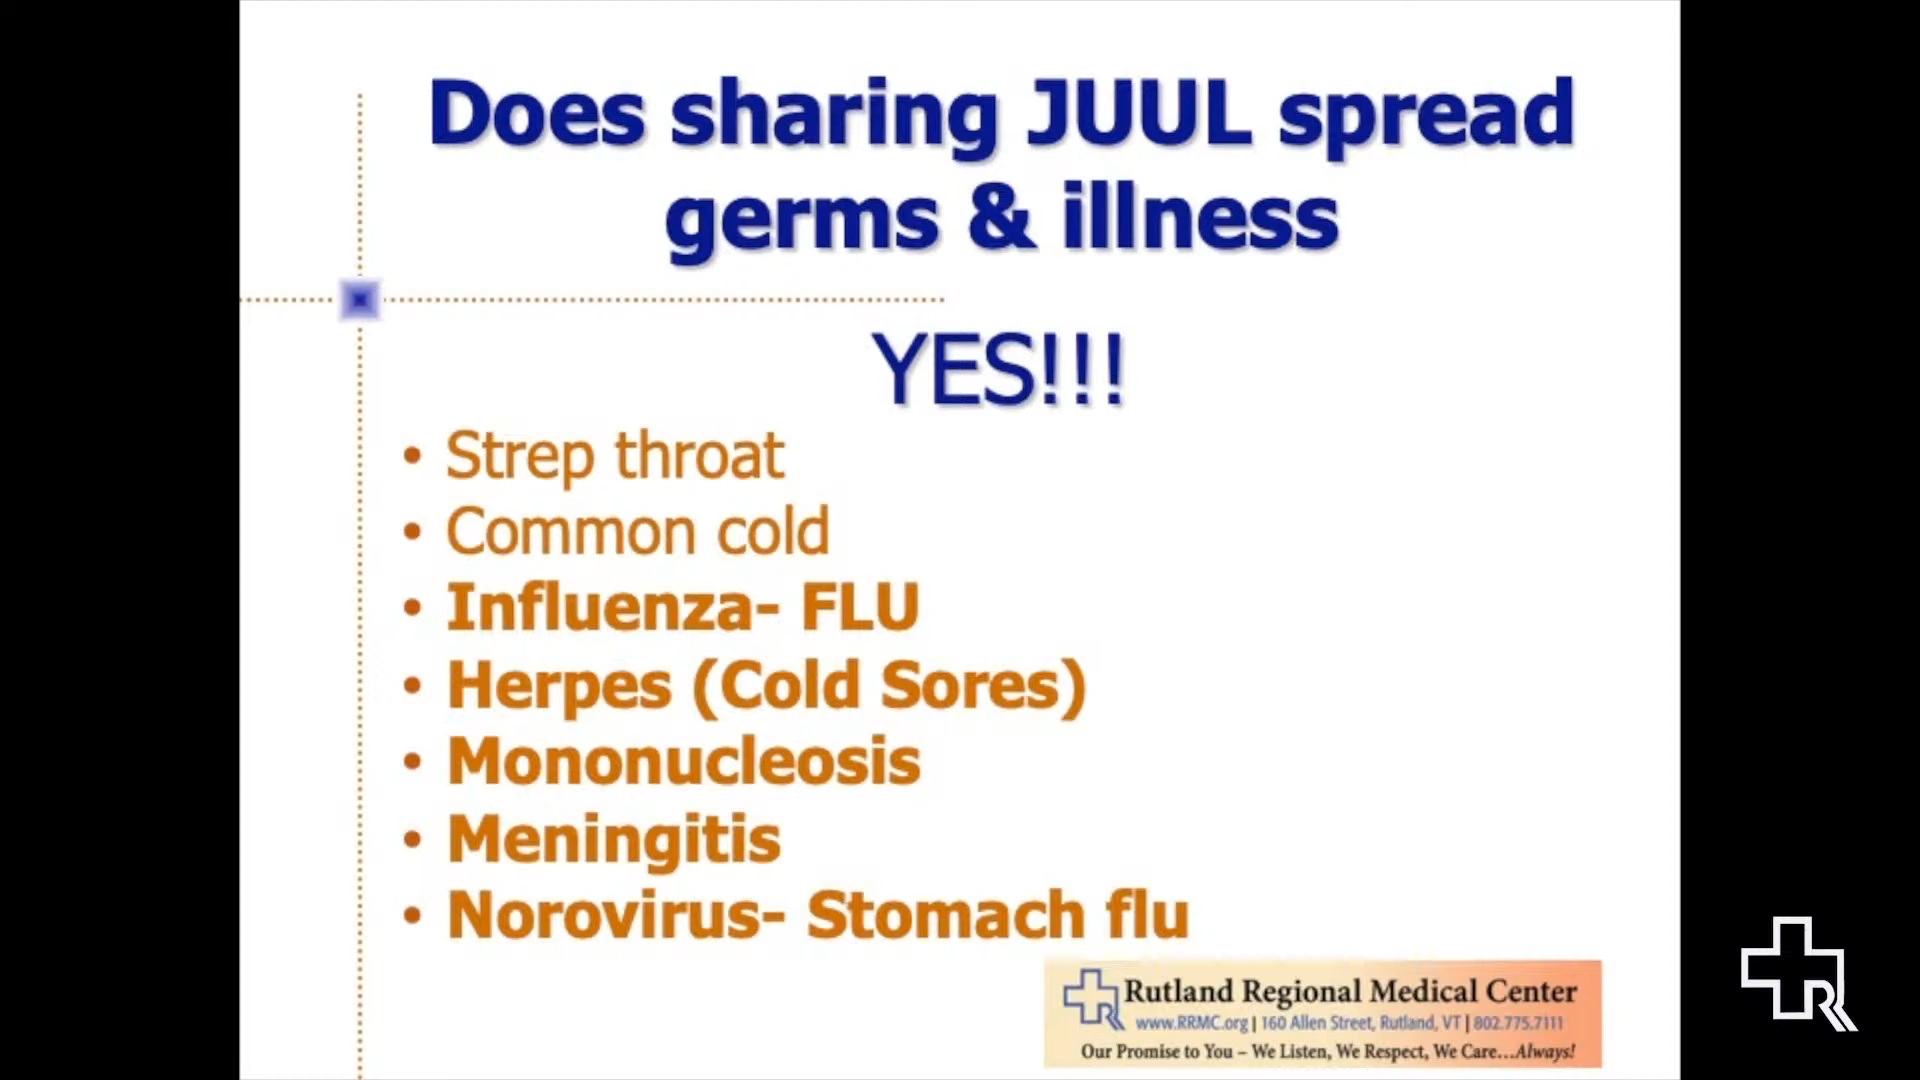 Does sharing JUUL spread
germs & illness
YES!!!
• Strep throat
• Common cold
• Influenza- FLU
• Herpes (Cold Sores)
• Mononucleosis
• Meningitis
• Norovirus- Stomach flu
Rutland Regional Medical Center
www.RRMC.org | 160 Allen Street, Rutland, VT | 802.775.7111
Our Promise to You – We Listen, We Respect, We Care...Always!